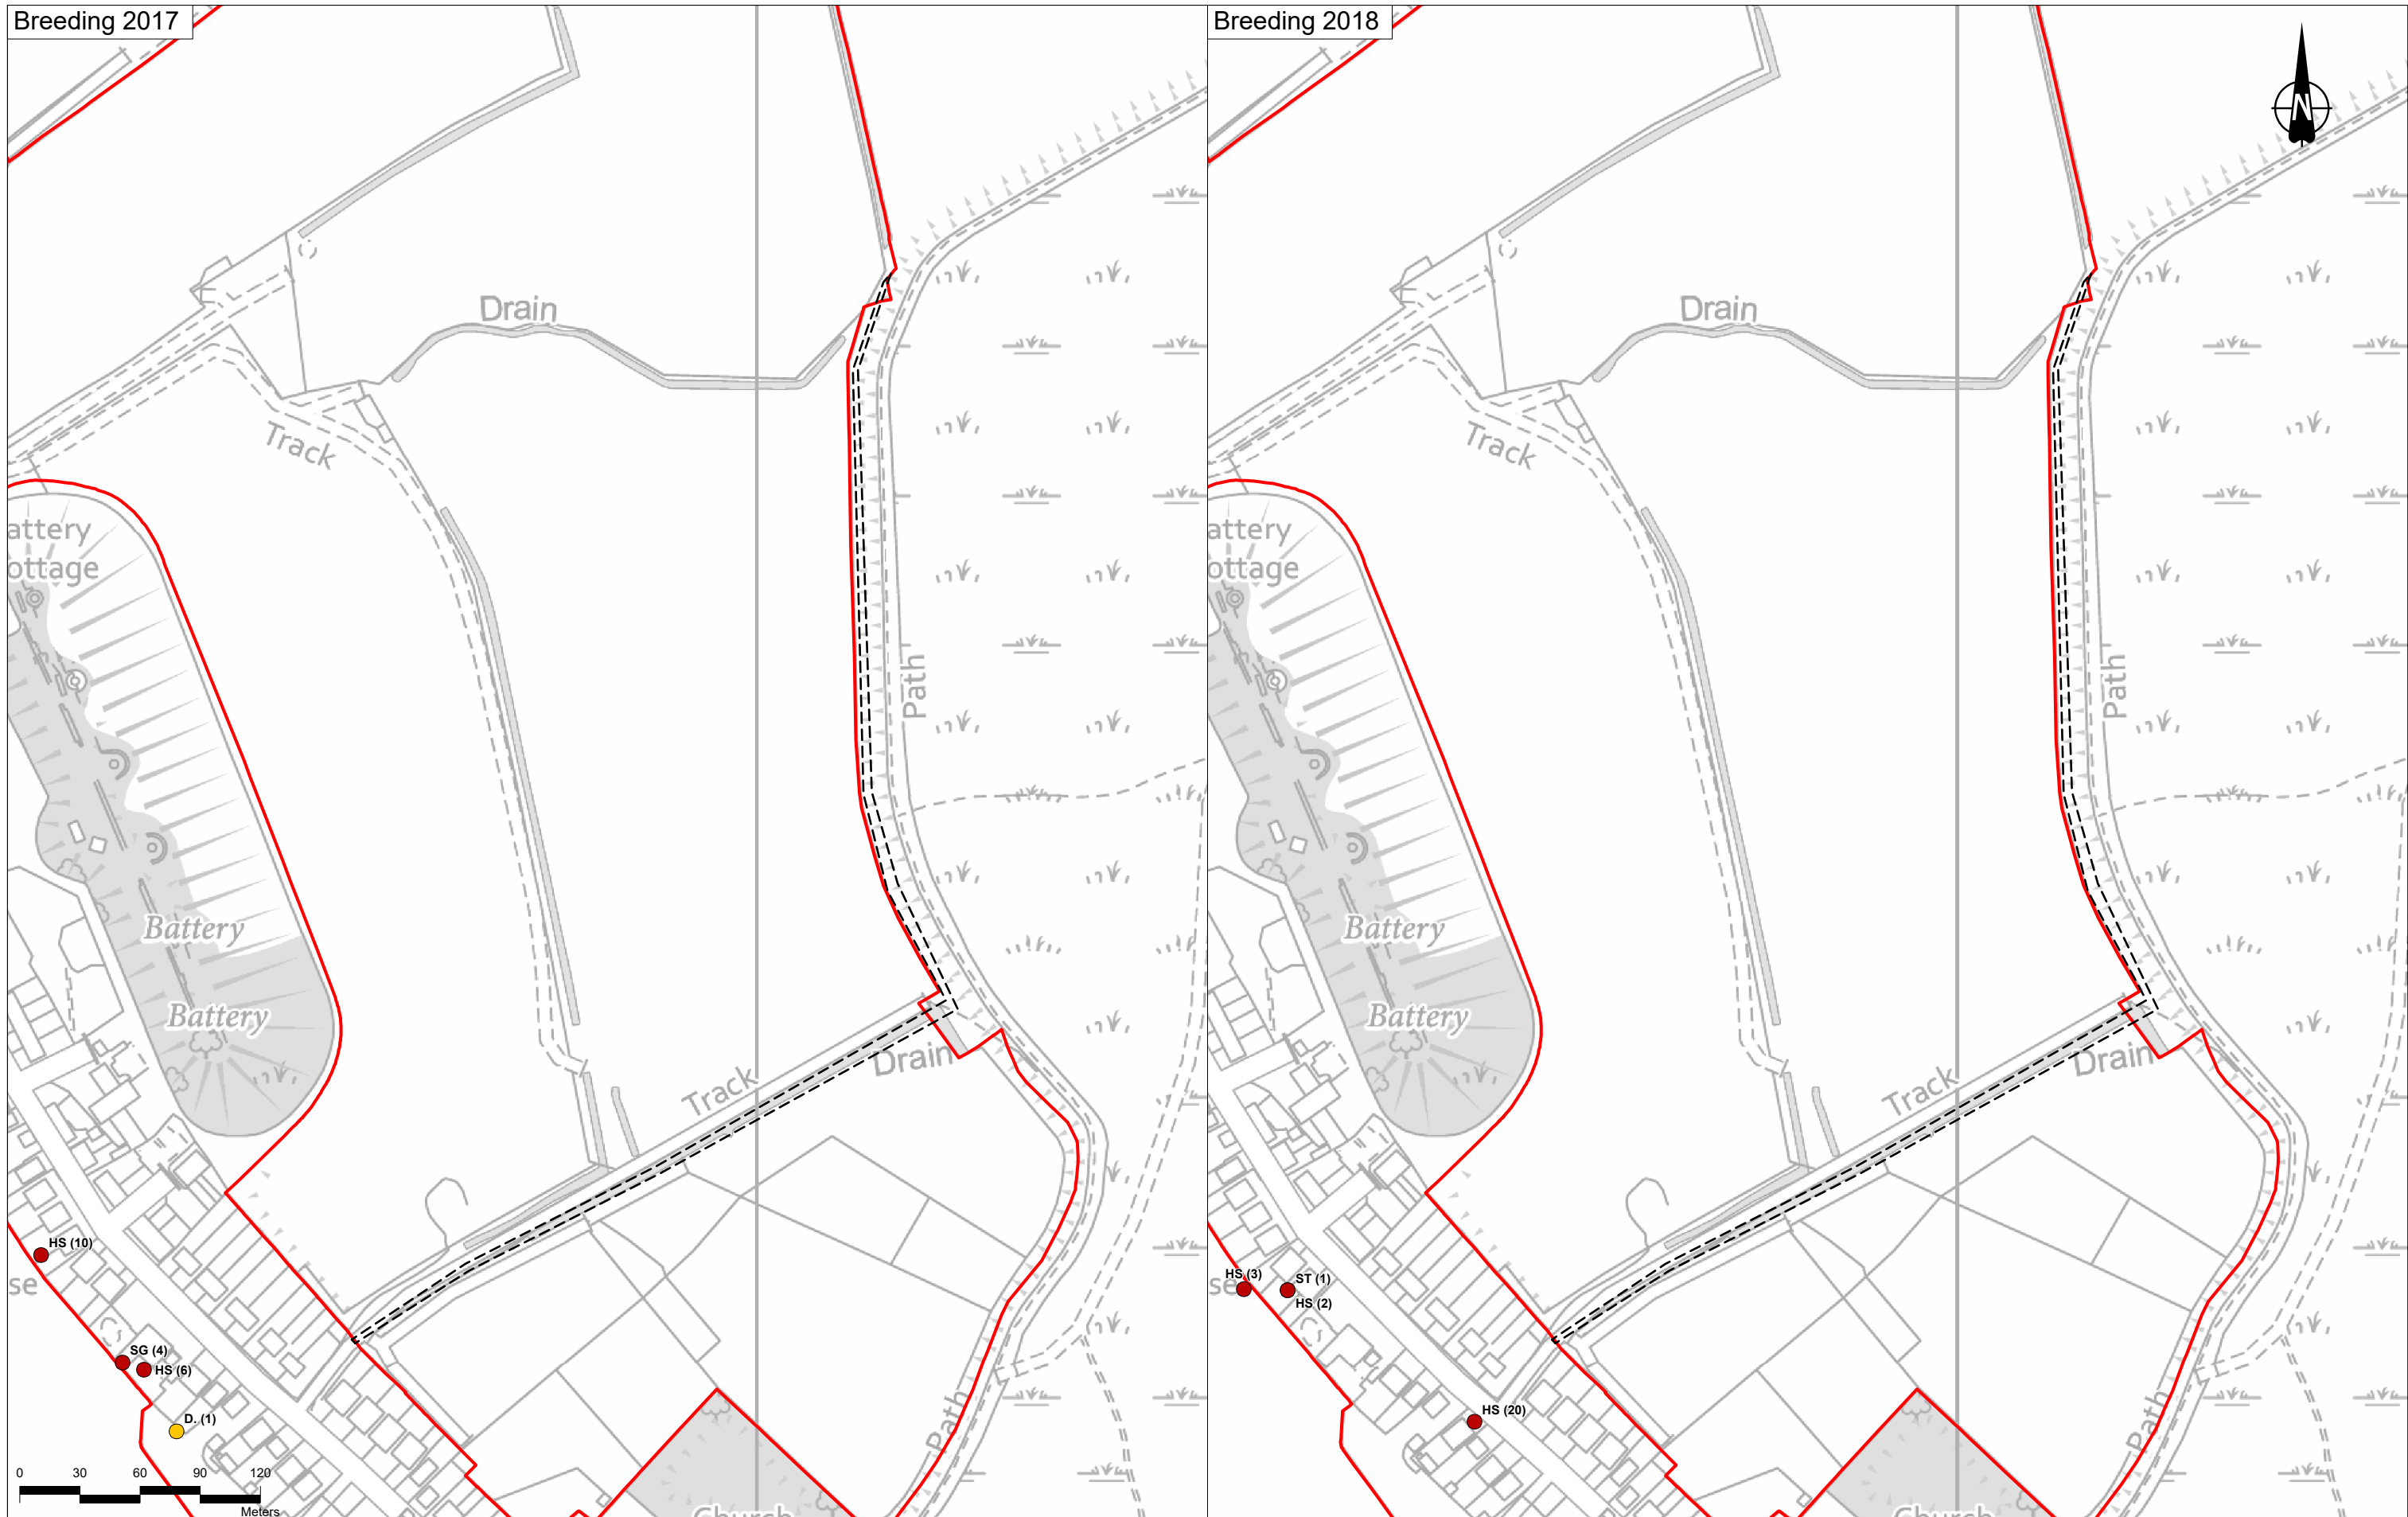 Breeding 2017
Drain
Track
attery
ottage
Path
Battery
Battery
Drain
Track
HS (10)
se
SG (4)
HS (6)
D. (1)
Path
0 30 60 90 120
Meters
Church
Breeding 2018
N
Drain
Track
attery
ottage
Path
Battery
Battery
Drain
Track
HS (3)
se
ST (1)
HS (2)
HS (20)
Path
Church